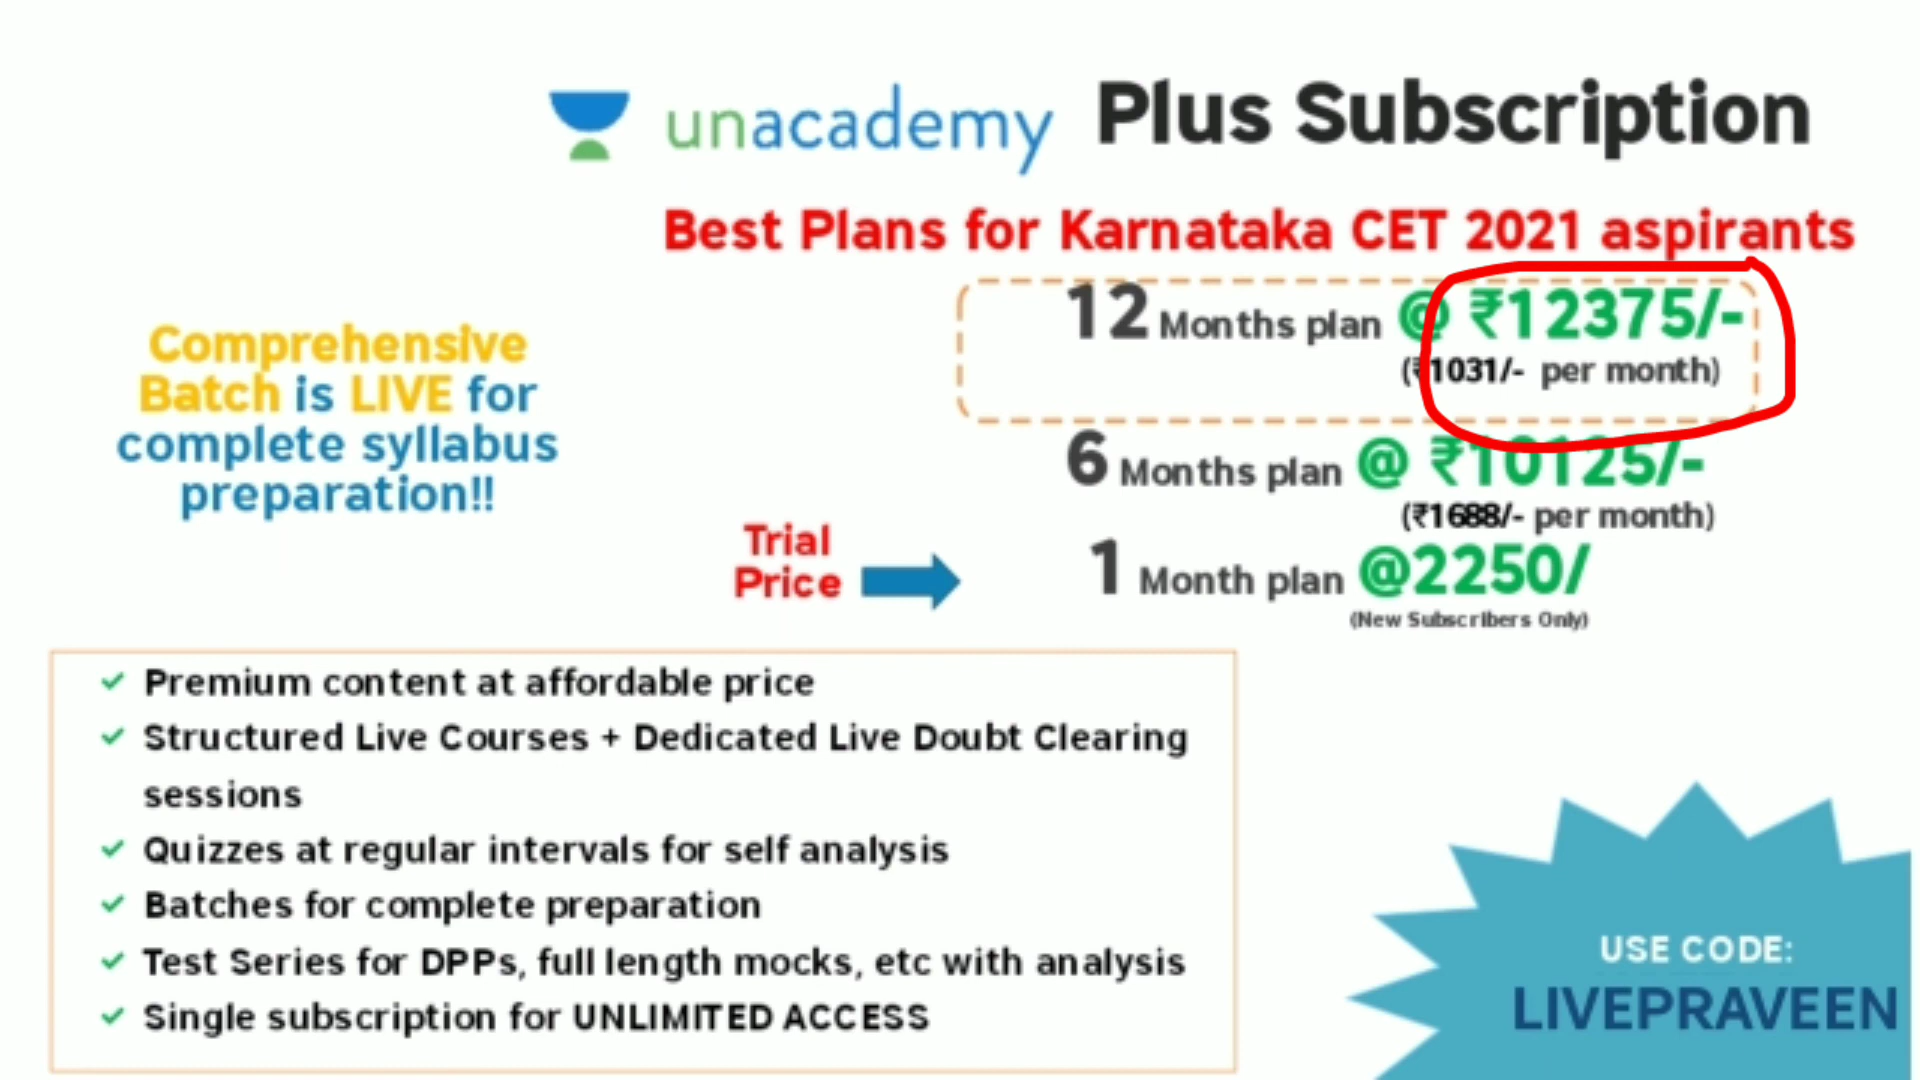 unacademy Plus Subscription
Best Plans for Karnataka CET 2021 aspirants
12 Months plan @ ₹12375/-
(₹1031/- per month)
6 Months plan @ ₹10125/-
(₹1688/- per month)
1 Month plan @2250/
(New Subscribers Only)
Comprehensive
Batch is LIVE for
complete syllabus
preparation!!
Trial
Price
Premium content at affordable price
Structured Live Courses + Dedicated Live Doubt Clearing
sessions
Quizzes at regular intervals for self analysis
Batches for complete preparation
Test Series for DPPs, full length mocks, etc with analysis
Single subscription for UNLIMITED ACCESS
USE CODE:
LIVEPRAVEEN